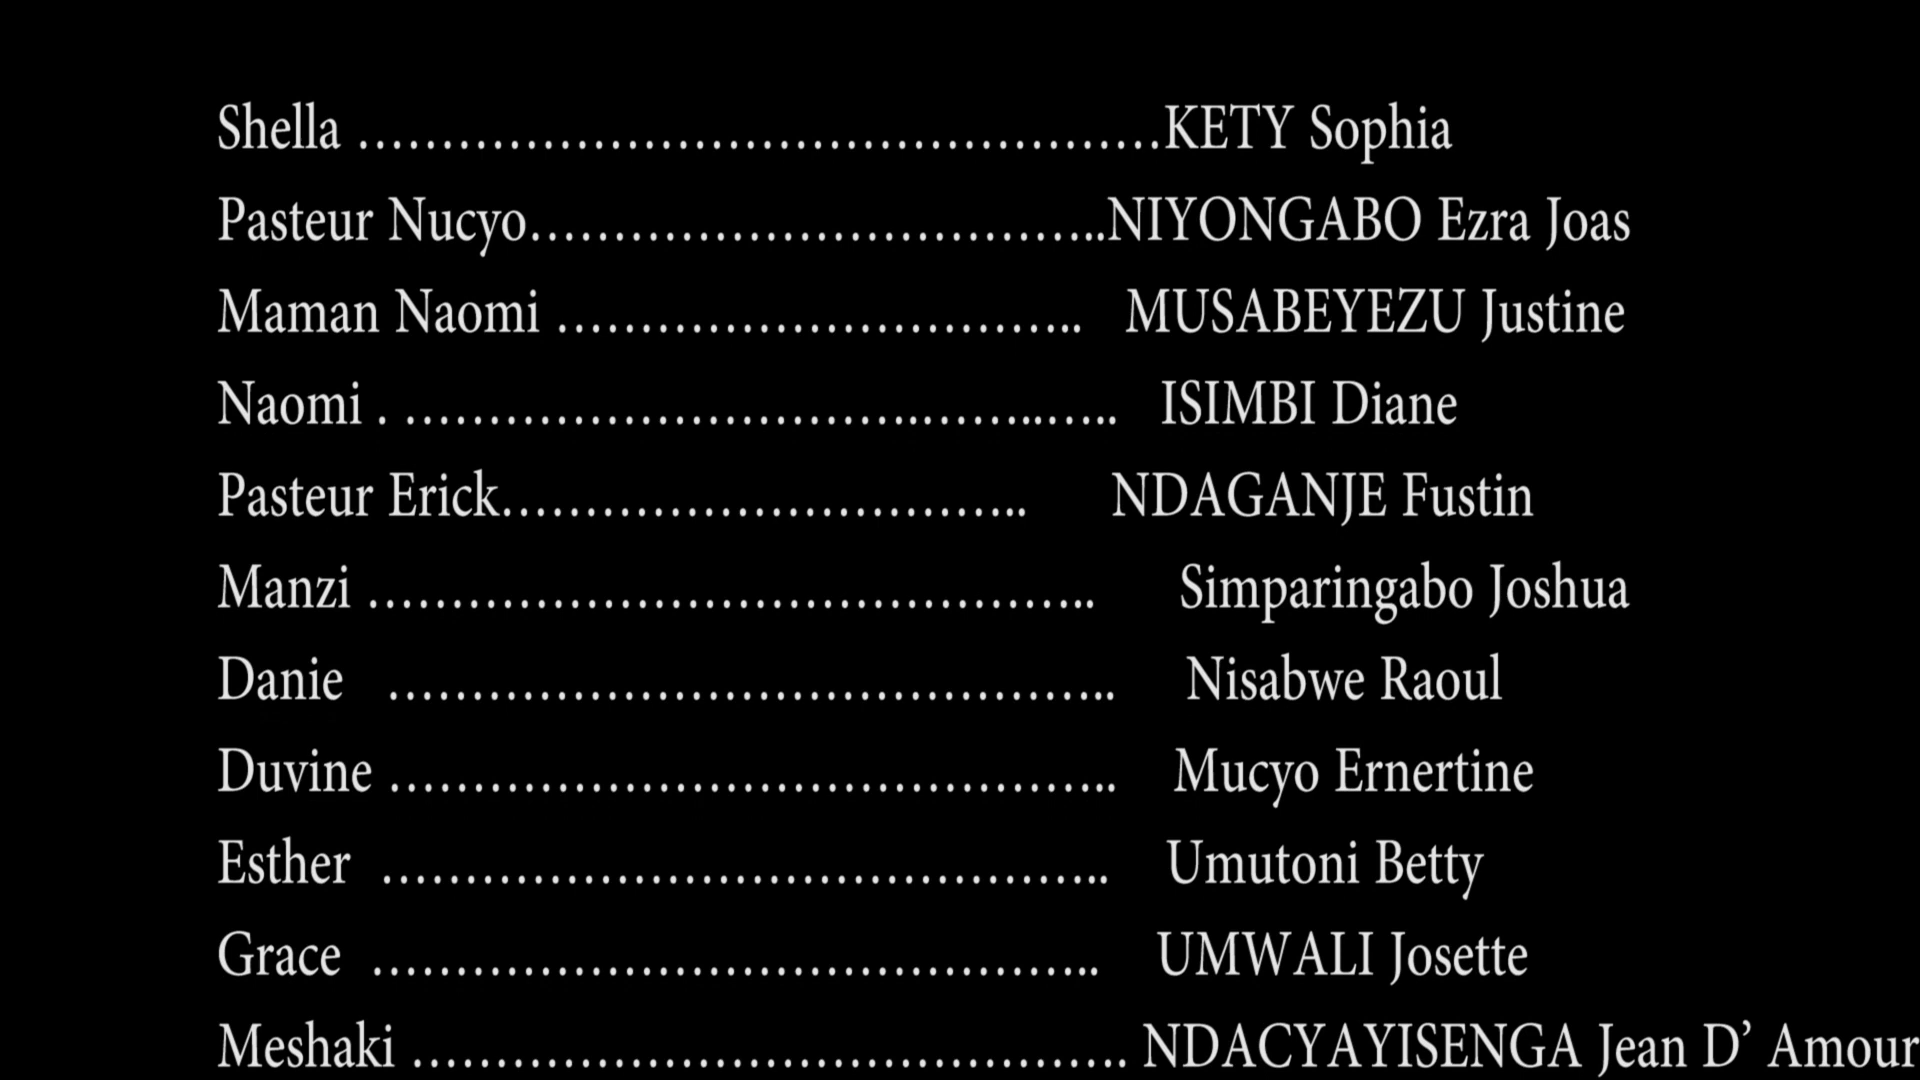 Shella ………………………………………….KETY Sophia
Pasteur Nucyo……………………………..NIYONGABO Ezra Joas
Maman Naomi ………………………….. MUSABEYEZU Justine
Naomi . ………………………….……..….. ISIMBI Diane
Pasteur Erick………………………….. NDAGANJE Fustin
Manzi …………………………………….. Simparingabo Joshua
Danie …………………………………….. Nisabwe Raoul
Duvine …………………………………….. Mucyo Ernertine
Esther …………………………………….. Umutoni Betty
Grace …………………………………….. UMWALI Josette
Meshaki ……………………………………. NDACYAYISENGA Jean D’ Amour